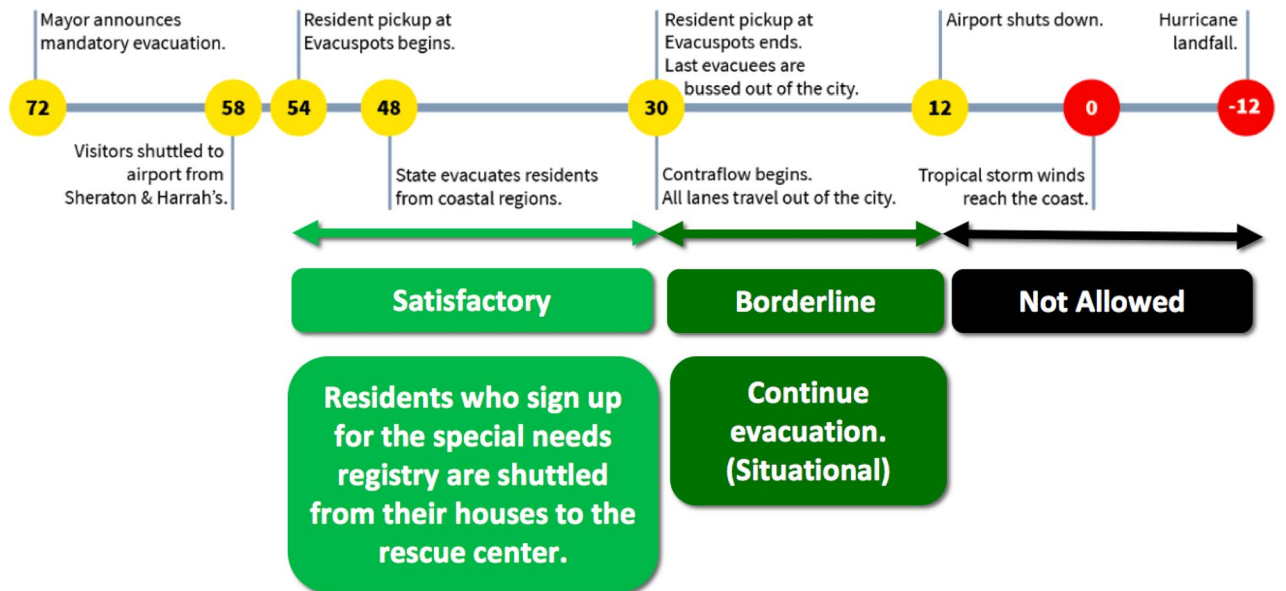 Mayor announces
mandatory evacuation.
Resident pickup at
Evacuspots begins.
Resident pickup at
Evacuspots ends.
Last evacuees are
bussed out of the city.
Airport shuts down.
Hurricane
landfall.
72
58
54
48
30
12
0
-12
Visitors shuttled to
airport from
Sheraton & Harrah's.
State evacuates residents
from coastal regions.
Contraflow begins.
All lanes travel out of the city.
Tropical storm winds
reach the coast.
Satisfactory
Borderline
Not Allowed
Residents who sign up
for the special needs
registry are shuttled
from their houses to the
rescue center.
Continue
evacuation.
(Situational)